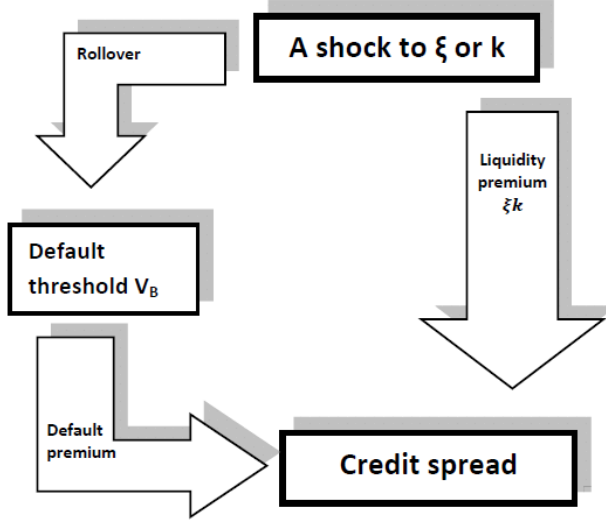 A shock to ξ or k
Rollover
Liquidity
premium
ξk
Default
threshold V_B
Default
premium
Credit spread